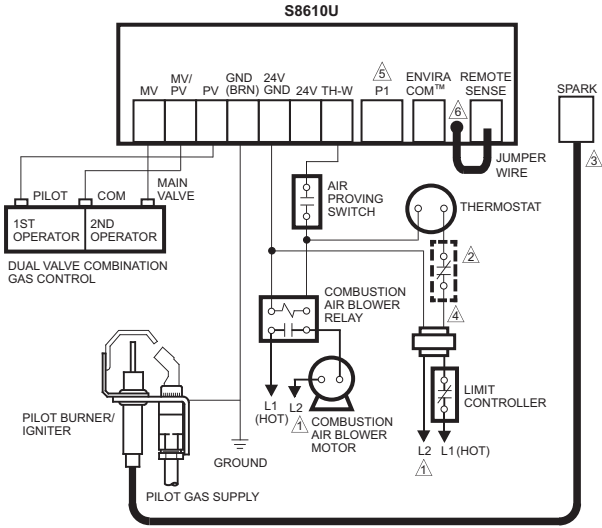 S8610U
MV
MV/
PV
PV
GND
(BRN)
24V
GND
24V
TH-W
5
P1
ENVIRA
COM™
REMOTE
SENSE
6
SPARK
3
JUMPER
WIRE
PILOT
COM
MAIN
VALVE
1ST
OPERATOR
2ND
OPERATOR
DUAL VALVE COMBINATION
GAS CONTROL
AIR
PROVING
SWITCH
THERMOSTAT
2
4
COMBUSTION
AIR BLOWER
RELAY
LIMIT
CONTROLLER
L1
(HOT)
L2
1
COMBUSTION
AIR BLOWER
MOTOR
L2
1
L1 (HOT)
PILOT BURNER/
IGNITER
GROUND
PILOT GAS SUPPLY